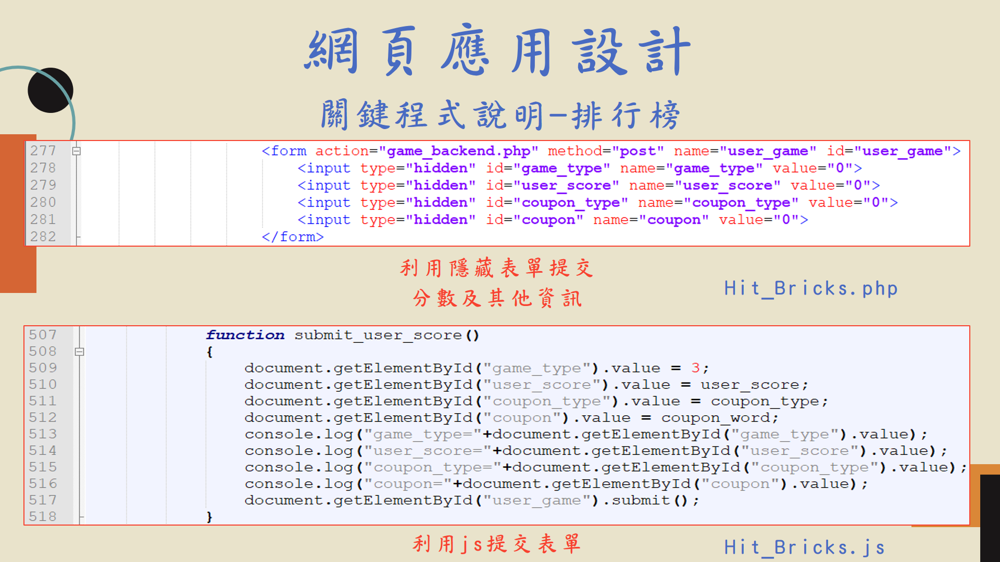 網頁應用設計
關鍵程式說明-排行榜
277 <form action="game_backend.php" method="post" name="user_game" id="user_game">
278 <input type="hidden" id="game_type" name="game_type" value="0">
279 <input type="hidden" id="user_score" name="user_score" value="0">
280 <input type="hidden" id="coupon_type" name="coupon_type" value="0">
281 <input type="hidden" id="coupon" name="coupon" value="0">
282 </form>
利用隱藏表單提交
分數及其他資訊
Hit_Bricks.php
507 function submit_user_score()
508 {
509 document.getElementById("game_type").value = 3;
510 document.getElementById("user_score").value = user_score;
511 document.getElementById("coupon_type").value = coupon_type;
512 document.getElementById("coupon").value = coupon_word;
513 console.log("game_type="+document.getElementById("game_type").value);
514 console.log("user_score="+document.getElementById("user_score").value);
515 console.log("coupon_type="+document.getElementById("coupon_type").value);
516 console.log("coupon="+document.getElementById("coupon").value);
517 document.getElementById("user_game").submit();
518 }
利用js提交表單
Hit_Bricks.js